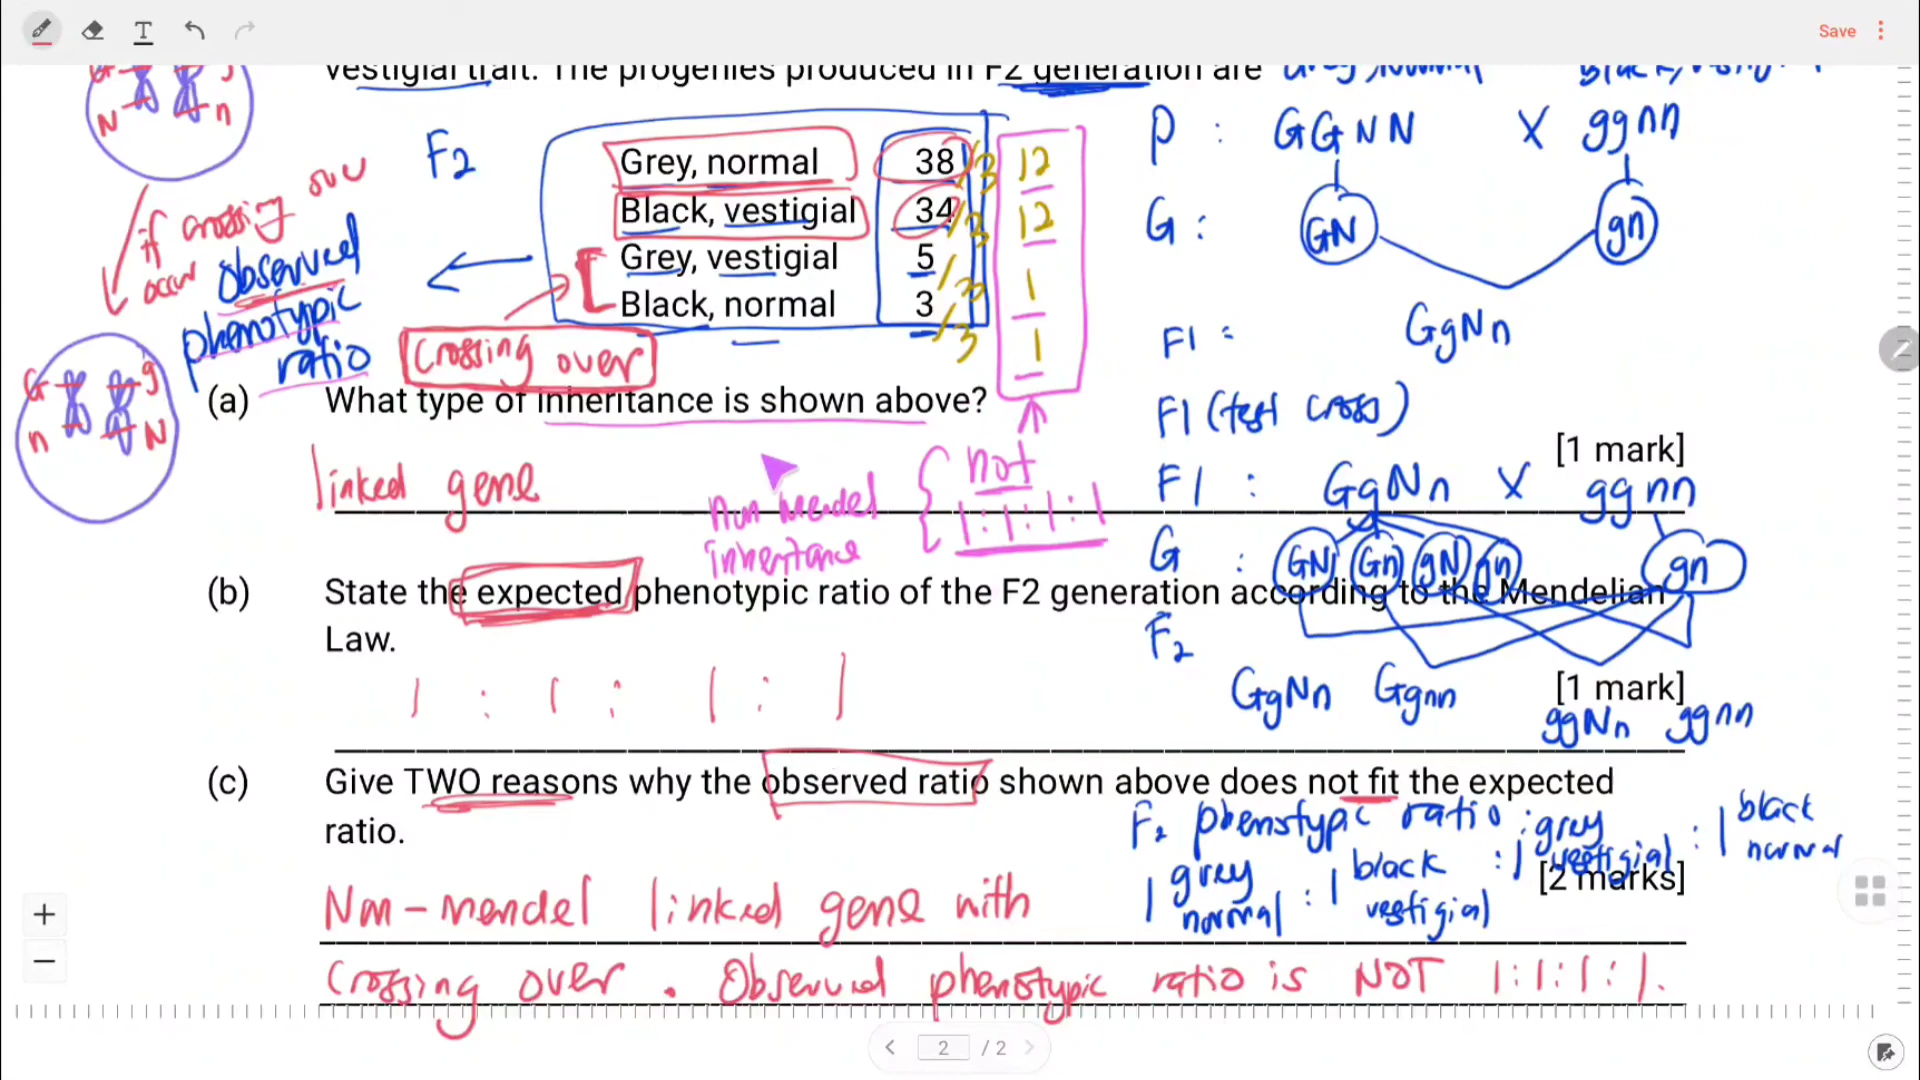 Save
vestigial trait. The progenies produced in F2 generation are
Grey, Normal
P : GGNN X ggnn
F2
Grey, normal 38 /3 12
Black, vestigial 34 /3 12
Grey, vestigial 5 /3 1
Black, normal 3 /3 1
G g
N n
if crossing over
occur
observed
phenotypic
ratio
crossing over
G : GN gn
F1 : GgNn
G g
n N
(a) What type of inheritance is shown above?
F1 (test cross)
[1 mark]
linked gene
non mendel
inheritance
not
1:1:1:1
F1 : GgNn X ggnn
G : GN Gn gN gn gn
(b) State the expected phenotypic ratio of the F2 generation according to the Mendelian
Law.
F2
GgNn Ggnn ggNn ggnn
[1 mark]
1 : 1 : 1 : 1
(c) Give TWO reasons why the observed ratio shown above does not fit the expected
ratio.
F2 phenotypic ratio :
1 grey normal : 1 black vestigial : 1 grey vestigial : 1 black normal
[2 marks]
Non-mendel linked gene with
Crossing over. Observed phenotypic ratio is NOT 1:1:1:1.
2 / 2